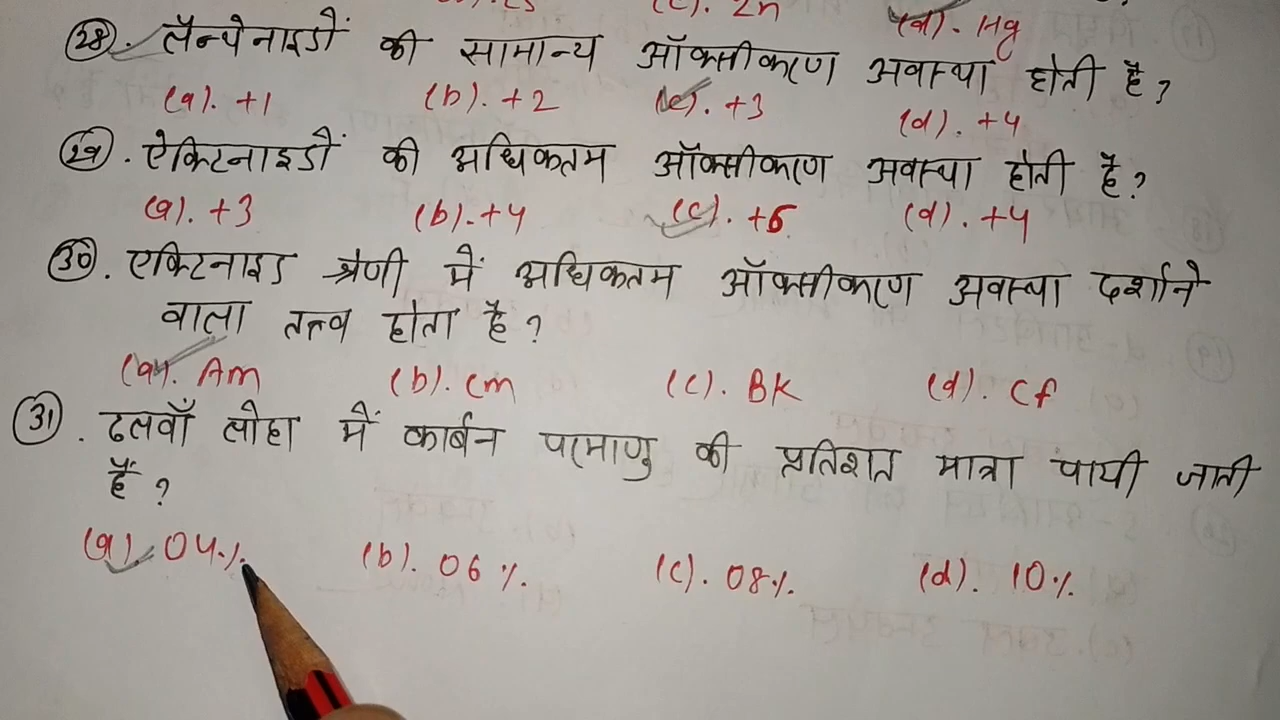 (c). Zn (d). Hg
28. लैन्थेनाइडों की सामान्य ऑक्सीकरण अवस्था होती है?
(a). +1 (b). +2 (c). +3 (d). +4
29. ऐक्टिनाइडों की अधिकतम ऑक्सीकरण अवस्था होती है?
(a). +3 (b). +4 (c). +6 (d). +4
30. एक्टिनाइड श्रेणी में अधिकतम ऑक्सीकरण अवस्था दर्शाने
वाला तत्त्व होता है?
(a). Am (b). Cm (c). BK (d). Cf
31. ढलवाँ लोहा में कार्बन परमाणु की प्रतिशत मात्रा पायी जाती
हैं?
(a). 04% (b). 06% (c). 08% (d). 10%